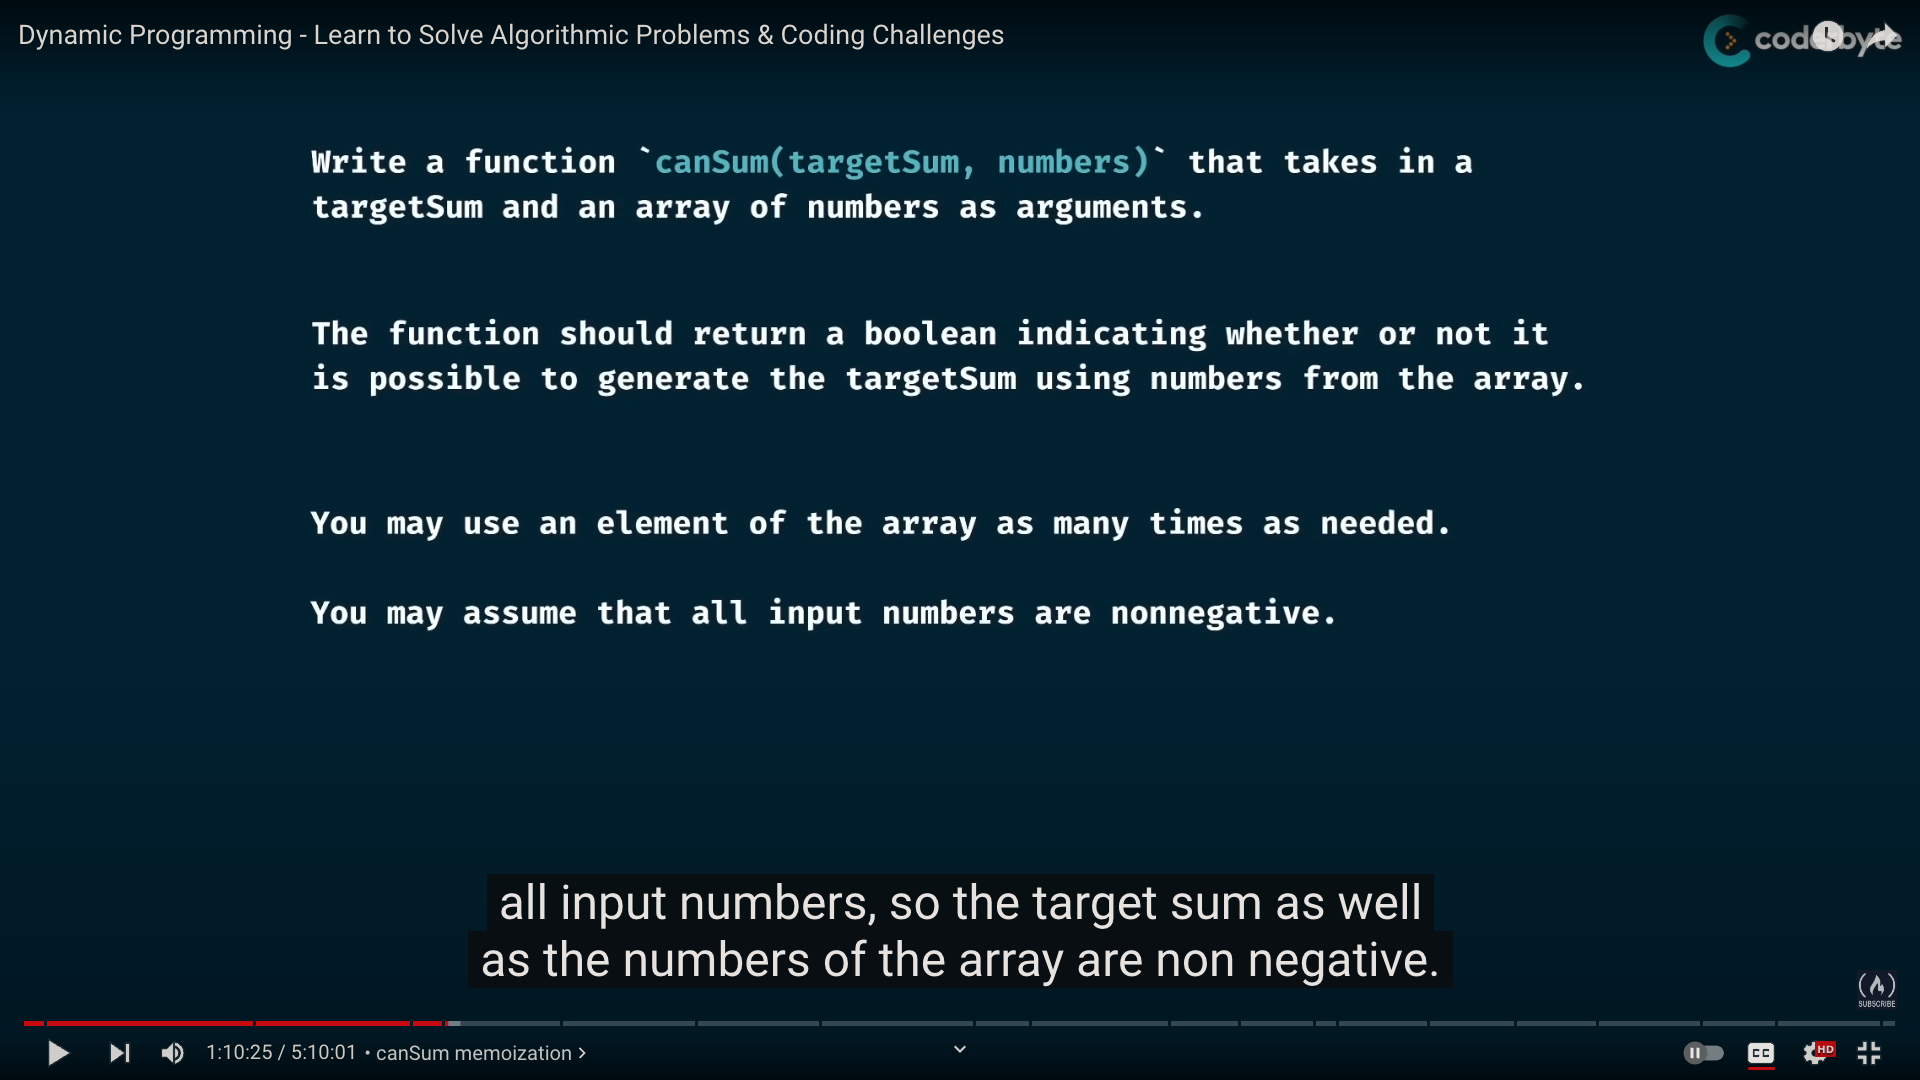 Dynamic Programming - Learn to Solve Algorithmic Problems & Coding Challenges
Write a function `canSum(targetSum, numbers)` that takes in a
targetSum and an array of numbers as arguments.
The function should return a boolean indicating whether or not it
is possible to generate the targetSum using numbers from the array.
You may use an element of the array as many times as needed.
You may assume that all input numbers are nonnegative.
all input numbers, so the target sum as well
as the numbers of the array are non negative.
SUBSCRIBE
1:10:25 / 5:10:01 • canSum memoization
CC
HD